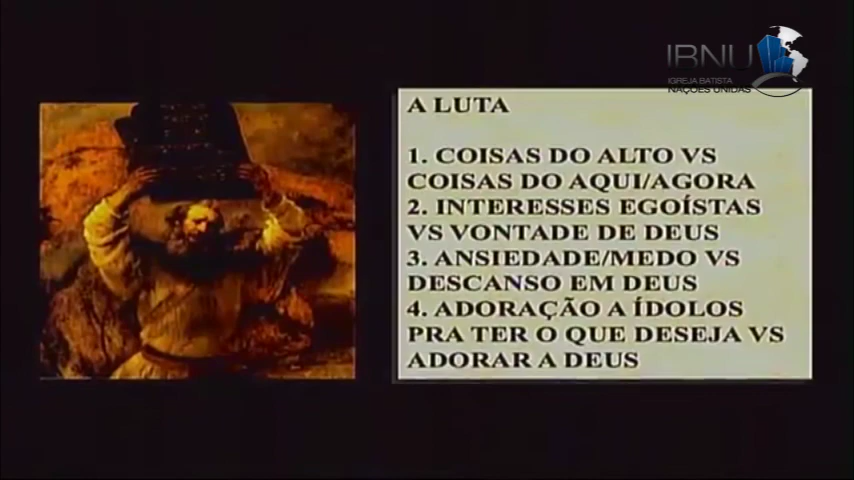 IBNU
IGREJA BATISTA
NAÇÕES UNIDAS
A LUTA
1. COISAS DO ALTO VS
COISAS DO AQUI/AGORA
2. INTERESSES EGOÍSTAS
VS VONTADE DE DEUS
3. ANSIEDADE/MEDO VS
DESCANSO EM DEUS
4. ADORAÇÃO A ÍDOLOS
PRA TER O QUE DESEJA VS
ADORAR A DEUS